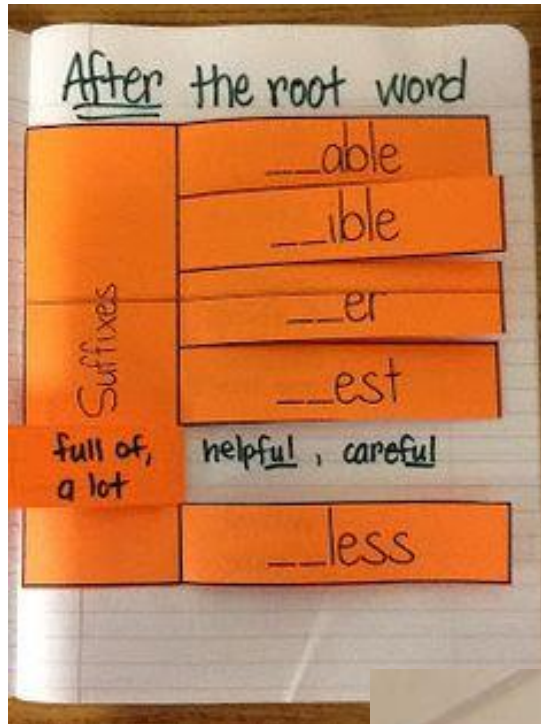 After the root word
__able
__ible
__er
__est
Suffixes
full of, helpful, careful
a lot
__less